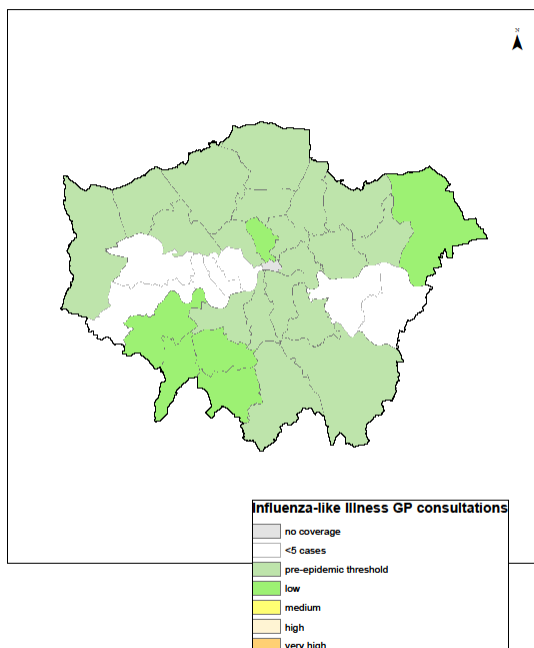 N
Influenza-like Illness GP consultations
no coverage
<5 cases
pre-epidemic threshold
low
medium
high
very high